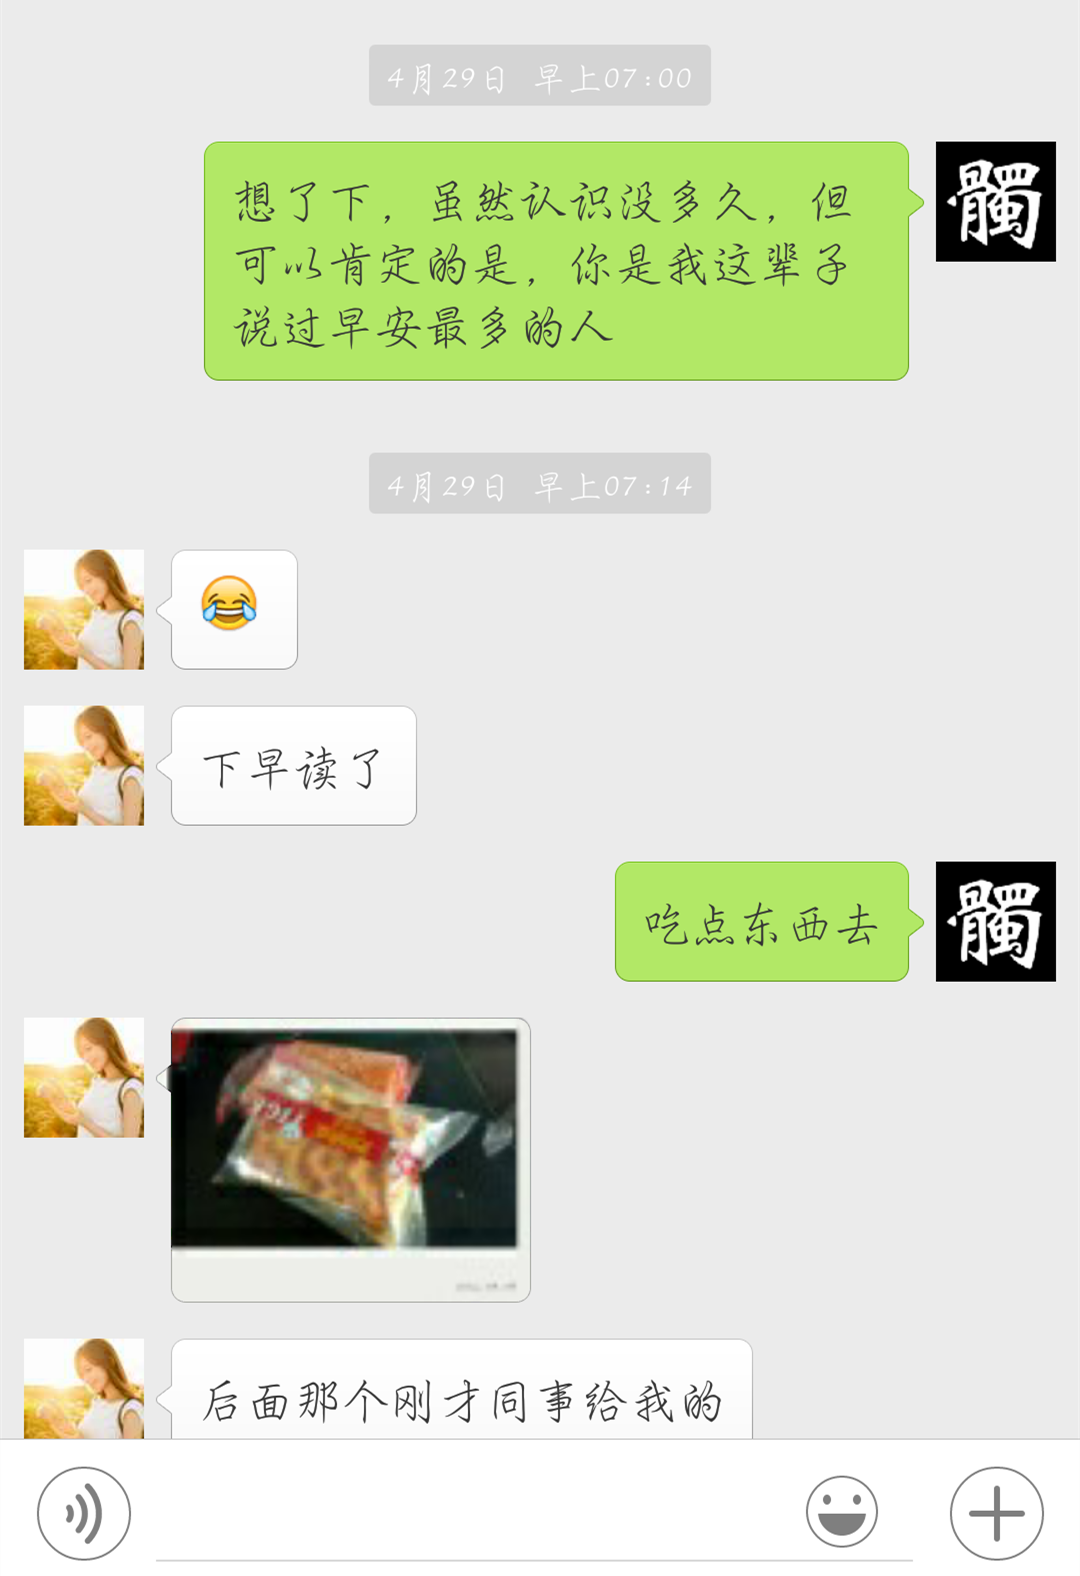 4月29日 早上07:00
想了下，虽然认识没多久，但
可以肯定的是，你是我这辈子
说过早安最多的人
髑
4月29日 早上07:14
下早读了
吃点东西去
髑
后面那个刚才同事给我的